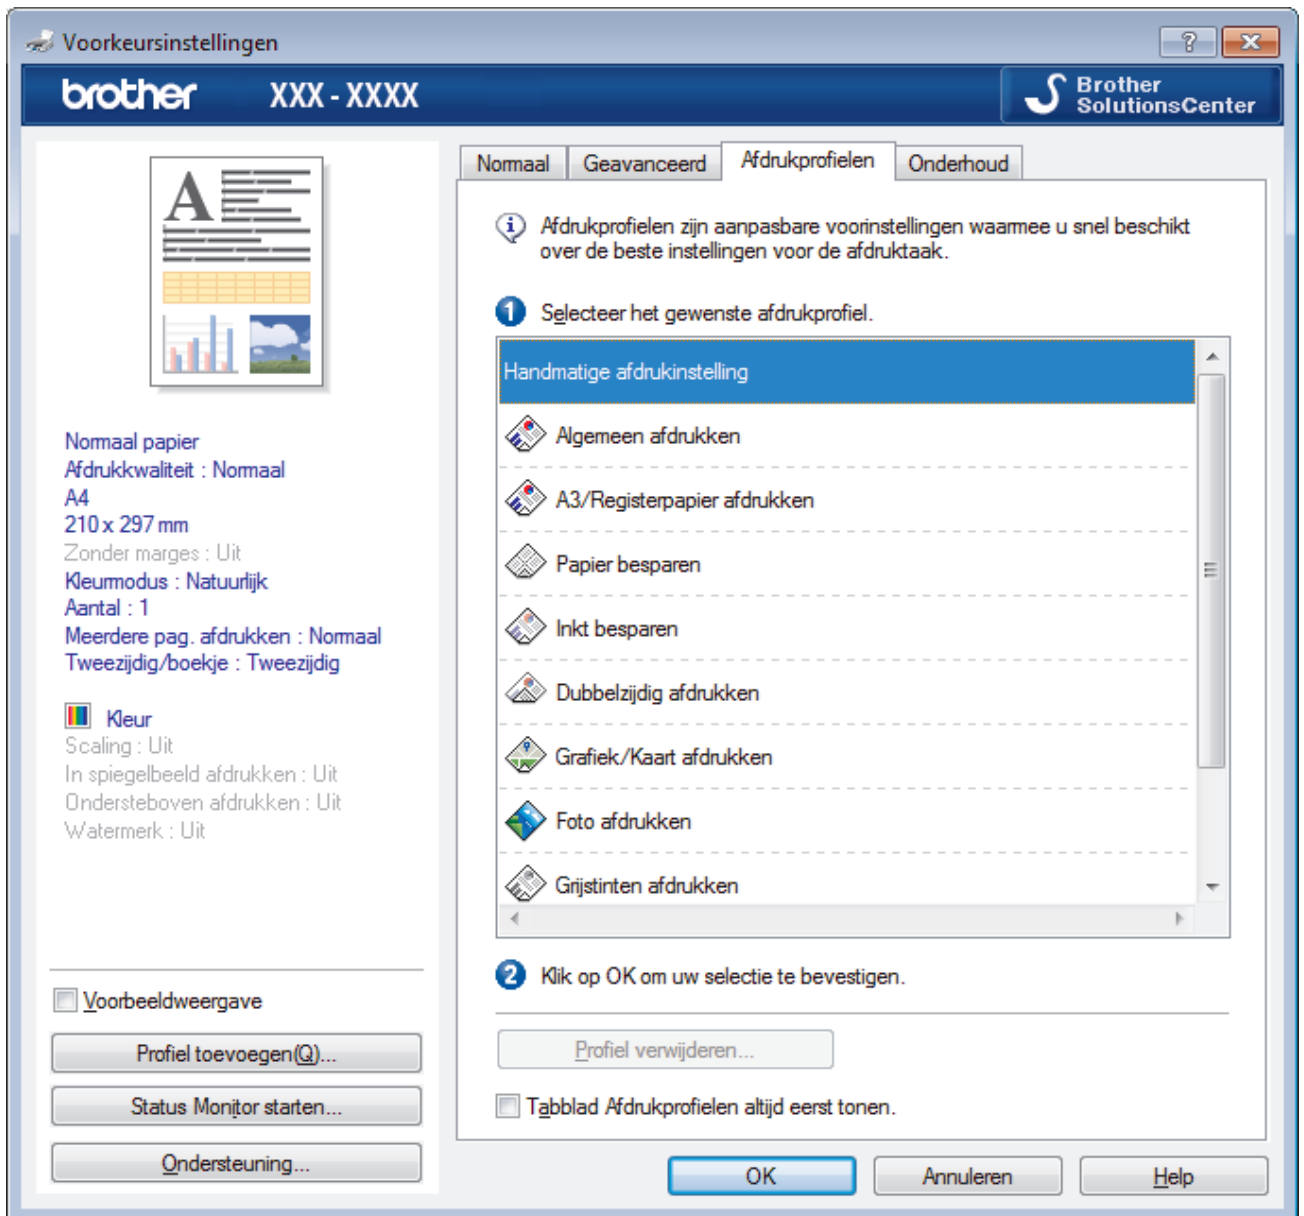 Voorkeursinstellingen
?
brother XXX - XXXX
Brother
SolutionsCenter
A
Normaal papier
Afdrukkwaliteit : Normaal
A4
210 x 297 mm
Zonder marges : Uit
Kleurmodus : Natuurlijk
Aantal : 1
Meerdere pag. afdrukken : Normaal
Tweezijdig/boekje : Tweezijdig
Kleur
Scaling : Uit
In spiegelbeeld afdrukken : Uit
Ondersteboven afdrukken : Uit
Watermerk : Uit
Voorbeeldweergave
Profiel toevoegen(Q)...
Status Monitor starten...
Ondersteuning...
Normaal Geavanceerd Afdrukprofielen Onderhoud
Afdrukprofielen zijn aanpasbare voorinstellingen waarmee u snel beschikt
over de beste instellingen voor de afdruktaak.
1 Selecteer het gewenste afdrukprofiel.
Handmatige afdrukinstelling
Algemeen afdrukken
A3/Registerpapier afdrukken
Papier besparen
Inkt besparen
Dubbelzijdig afdrukken
Grafiek/Kaart afdrukken
Foto afdrukken
Grijstinten afdrukken
2 Klik op OK om uw selectie te bevestigen.
Profiel verwijderen...
Tabblad Afdrukprofielen altijd eerst tonen.
OK Annuleren Help